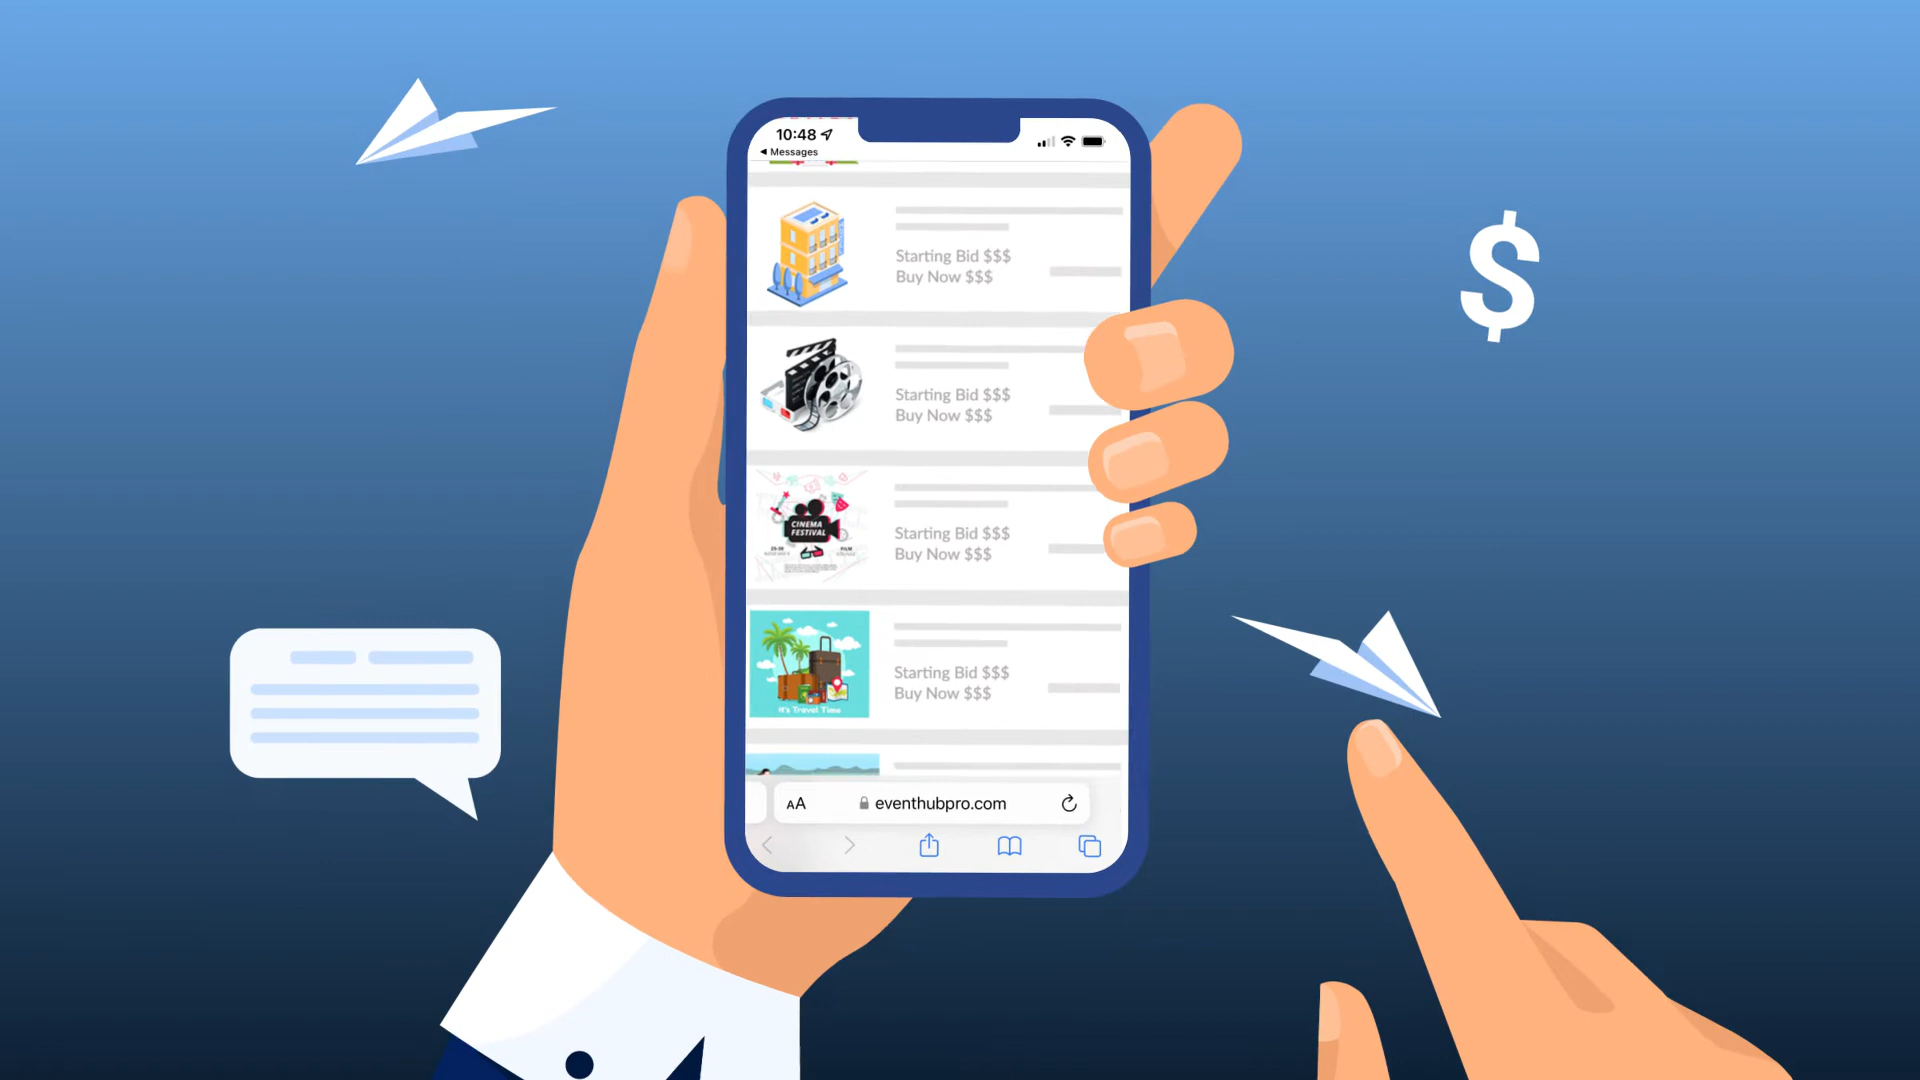 10:48
Messages
Starting Bid $$$
Buy Now $$$
Starting Bid $$$
Buy Now $$$
CINEMA
FESTIVAL
FILM
Starting Bid $$$
Buy Now $$$
It's Travel Time
Starting Bid $$$
Buy Now $$$
AA
eventhubpro.com
$